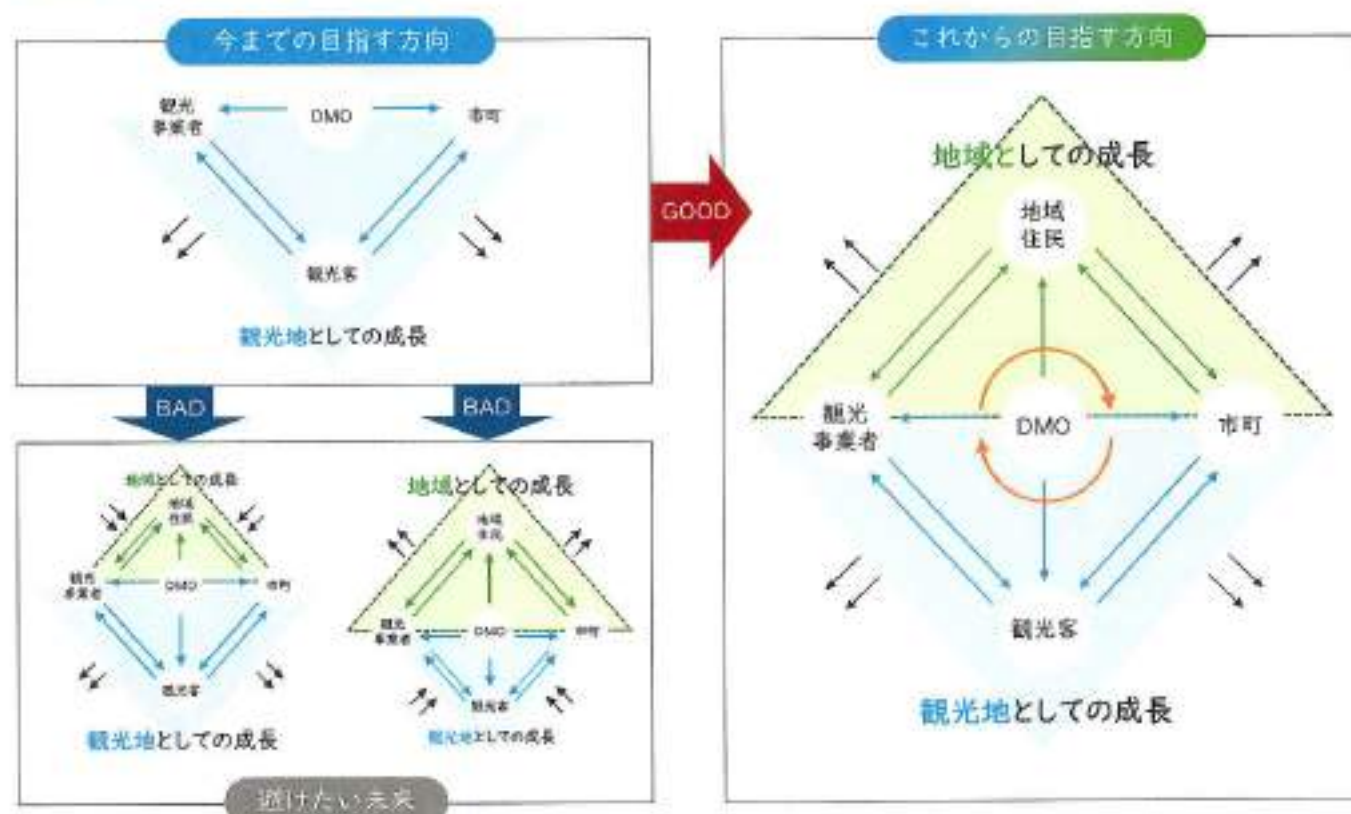 今までの目指す方向
観光
事業者
DMO
市町
観光客
観光地としての成長
GOOD
BAD
BAD
地域としての成長
地域
住民
観光
事業者
DMO
市町
観光客
観光地としての成長
地域としての成長
地域
住民
観光
事業者
DMO
市町
観光客
観光地としての成長
避けたい未来
これからの目指す方向
地域としての成長
地域
住民
観光
事業者
DMO
市町
観光客
観光地としての成長